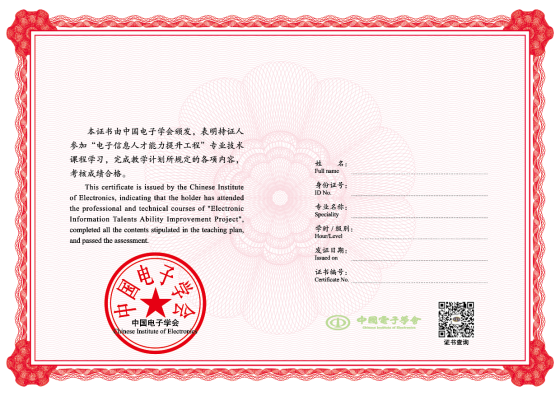 本证书由中国电子学会颁发，表明持证人
参加“电子信息人才能力提升工程”专业技术
课程学习，完成教学计划所规定的各项内容，
考核成绩合格。
This certificate is issued by the Chinese Institute
of Electronics, indicating that the holder has attended
the professional and technical courses of "Electronic
Information Talents Ability Improvement Project",
completed all the contents stipulated in the teaching plan,
and passed the assessment.
中国电子学会
中国电子学会
Chinese Institute of Electronics
姓 名：
Full name
身份证号：
ID No.
专业名称：
Speciality
学时 / 级别：
Hour/Level
发证日期：
Issued on
证书编号：
Certificate No.
中國電子學會
Chinese Institute of Electronics
证书查询